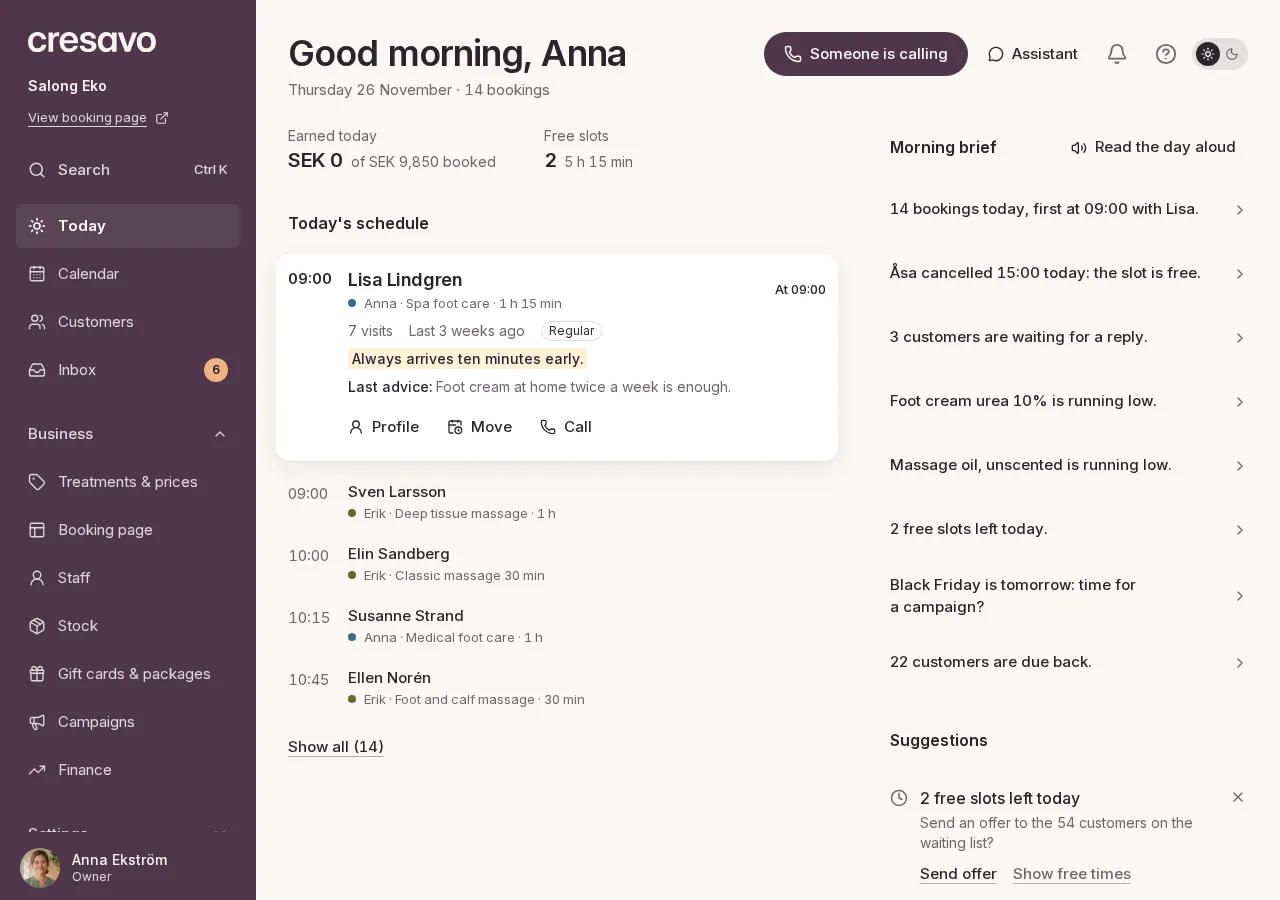 cresavo
Salong Eko
View booking page
Search Ctrl K
Today
Calendar
Customers
Inbox 6
Business
Treatments & prices
Booking page
Staff
Stock
Gift cards & packages
Campaigns
Finance
Settings
Anna Ekström
Owner
Good morning, Anna
Thursday 26 November · 14 bookings
Someone is calling
Assistant
Earned today
SEK 0 of SEK 9,850 booked
Free slots
2 5 h 15 min
Today's schedule
09:00 Lisa Lindgren
At 09:00
Anna · Spa foot care · 1 h 15 min
7 visits Last 3 weeks ago Regular
Always arrives ten minutes early.
Last advice: Foot cream at home twice a week is enough.
Profile Move Call
09:00 Sven Larsson
Erik · Deep tissue massage · 1 h
10:00 Elin Sandberg
Erik · Classic massage 30 min
10:15 Susanne Strand
Anna · Medical foot care · 1 h
10:45 Ellen Norén
Erik · Foot and calf massage · 30 min
Show all (14)
Morning brief Read the day aloud
14 bookings today, first at 09:00 with Lisa.
Åsa cancelled 15:00 today: the slot is free.
3 customers are waiting for a reply.
Foot cream urea 10% is running low.
Massage oil, unscented is running low.
2 free slots left today.
Black Friday is tomorrow: time for
a campaign?
22 customers are due back.
Suggestions
2 free slots left today
Send an offer to the 54 customers on the
waiting list?
Send offer Show free times